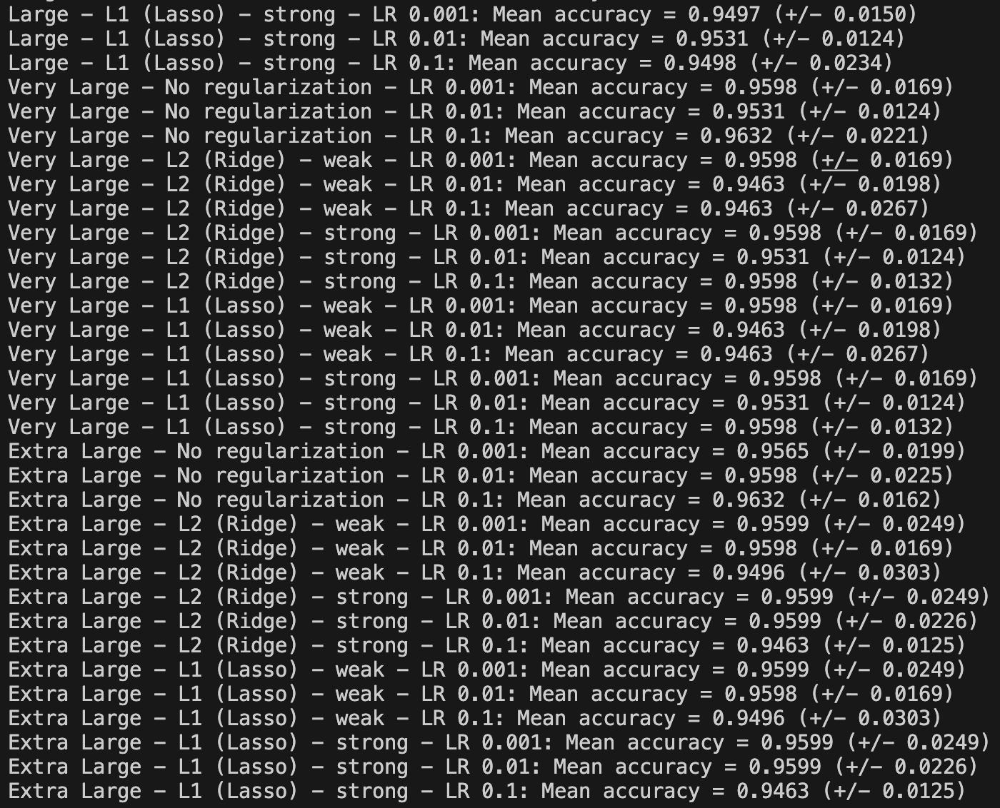 Large – L1 (Lasso) – strong – LR 0.001: Mean accuracy = 0.9497 (+/– 0.0150)
Large – L1 (Lasso) – strong – LR 0.01: Mean accuracy = 0.9531 (+/– 0.0124)
Large – L1 (Lasso) – strong – LR 0.1: Mean accuracy = 0.9498 (+/– 0.0234)
Very Large – No regularization – LR 0.001: Mean accuracy = 0.9598 (+/– 0.0169)
Very Large – No regularization – LR 0.01: Mean accuracy = 0.9531 (+/– 0.0124)
Very Large – No regularization – LR 0.1: Mean accuracy = 0.9632 (+/– 0.0221)
Very Large – L2 (Ridge) – weak – LR 0.001: Mean accuracy = 0.9598 (+/– 0.0169)
Very Large – L2 (Ridge) – weak – LR 0.01: Mean accuracy = 0.9463 (+/– 0.0198)
Very Large – L2 (Ridge) – weak – LR 0.1: Mean accuracy = 0.9463 (+/– 0.0267)
Very Large – L2 (Ridge) – strong – LR 0.001: Mean accuracy = 0.9598 (+/– 0.0169)
Very Large – L2 (Ridge) – strong – LR 0.01: Mean accuracy = 0.9531 (+/– 0.0124)
Very Large – L2 (Ridge) – strong – LR 0.1: Mean accuracy = 0.9598 (+/– 0.0132)
Very Large – L1 (Lasso) – weak – LR 0.001: Mean accuracy = 0.9598 (+/– 0.0169)
Very Large – L1 (Lasso) – weak – LR 0.01: Mean accuracy = 0.9463 (+/– 0.0198)
Very Large – L1 (Lasso) – weak – LR 0.1: Mean accuracy = 0.9463 (+/– 0.0267)
Very Large – L1 (Lasso) – strong – LR 0.001: Mean accuracy = 0.9598 (+/– 0.0169)
Very Large – L1 (Lasso) – strong – LR 0.01: Mean accuracy = 0.9531 (+/– 0.0124)
Very Large – L1 (Lasso) – strong – LR 0.1: Mean accuracy = 0.9598 (+/– 0.0132)
Extra Large – No regularization – LR 0.001: Mean accuracy = 0.9565 (+/– 0.0199)
Extra Large – No regularization – LR 0.01: Mean accuracy = 0.9598 (+/– 0.0225)
Extra Large – No regularization – LR 0.1: Mean accuracy = 0.9632 (+/– 0.0162)
Extra Large – L2 (Ridge) – weak – LR 0.001: Mean accuracy = 0.9599 (+/– 0.0249)
Extra Large – L2 (Ridge) – weak – LR 0.01: Mean accuracy = 0.9598 (+/– 0.0169)
Extra Large – L2 (Ridge) – weak – LR 0.1: Mean accuracy = 0.9496 (+/– 0.0303)
Extra Large – L2 (Ridge) – strong – LR 0.001: Mean accuracy = 0.9599 (+/– 0.0249)
Extra Large – L2 (Ridge) – strong – LR 0.01: Mean accuracy = 0.9599 (+/– 0.0226)
Extra Large – L2 (Ridge) – strong – LR 0.1: Mean accuracy = 0.9463 (+/– 0.0125)
Extra Large – L1 (Lasso) – weak – LR 0.001: Mean accuracy = 0.9599 (+/– 0.0249)
Extra Large – L1 (Lasso) – weak – LR 0.01: Mean accuracy = 0.9598 (+/– 0.0169)
Extra Large – L1 (Lasso) – weak – LR 0.1: Mean accuracy = 0.9496 (+/– 0.0303)
Extra Large – L1 (Lasso) – strong – LR 0.001: Mean accuracy = 0.9599 (+/– 0.0249)
Extra Large – L1 (Lasso) – strong – LR 0.01: Mean accuracy = 0.9599 (+/– 0.0226)
Extra Large – L1 (Lasso) – strong – LR 0.1: Mean accuracy = 0.9463 (+/– 0.0125)